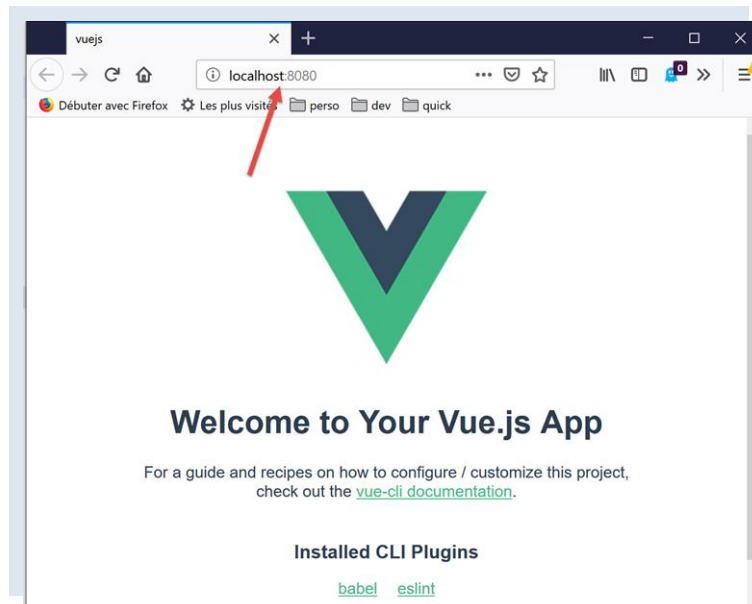 vuejs
localhost:8080
0
Débuter avec Firefox Les plus visités perso dev quick
Welcome to Your Vue.js App
For a guide and recipes on how to configure / customize this project,
check out the vue-cli documentation.
Installed CLI Plugins
babel eslint